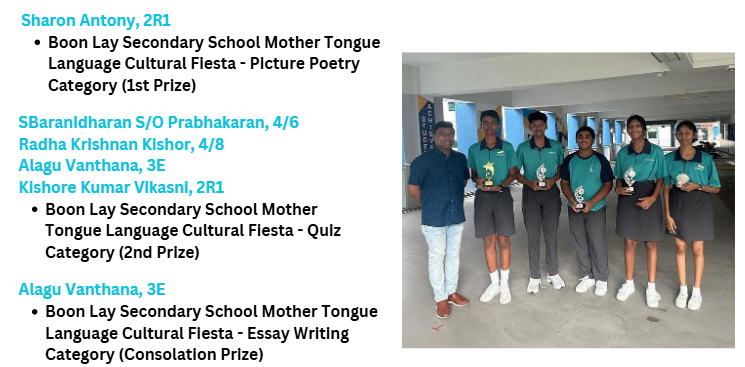 Sharon Antony, 2R1
• Boon Lay Secondary School Mother Tongue
Language Cultural Fiesta - Picture Poetry
Category (1st Prize)
SBaranidharan S/O Prabhakaran, 4/6
Radha Krishnan Kishor, 4/8
Alagu Vanthana, 3E
Kishore Kumar Vikasni, 2R1
• Boon Lay Secondary School Mother
Tongue Language Cultural Fiesta - Quiz
Category (2nd Prize)
Alagu Vanthana, 3E
• Boon Lay Secondary School Mother Tongue
Language Cultural Fiesta - Essay Writing
Category (Consolation Prize)